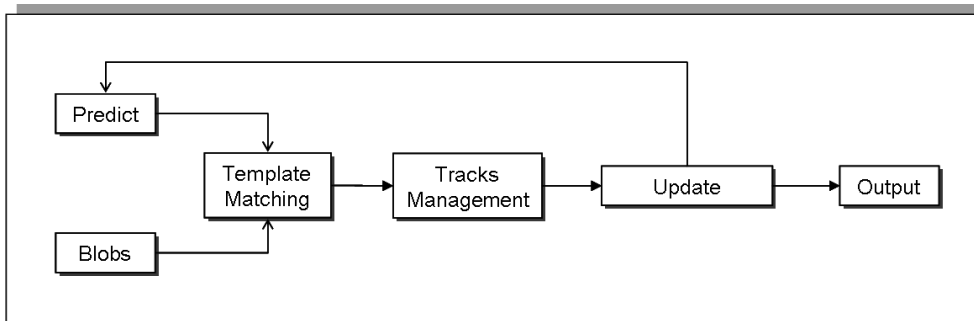 Predict
Template
Matching
Tracks
Management
Update
Output
Blobs